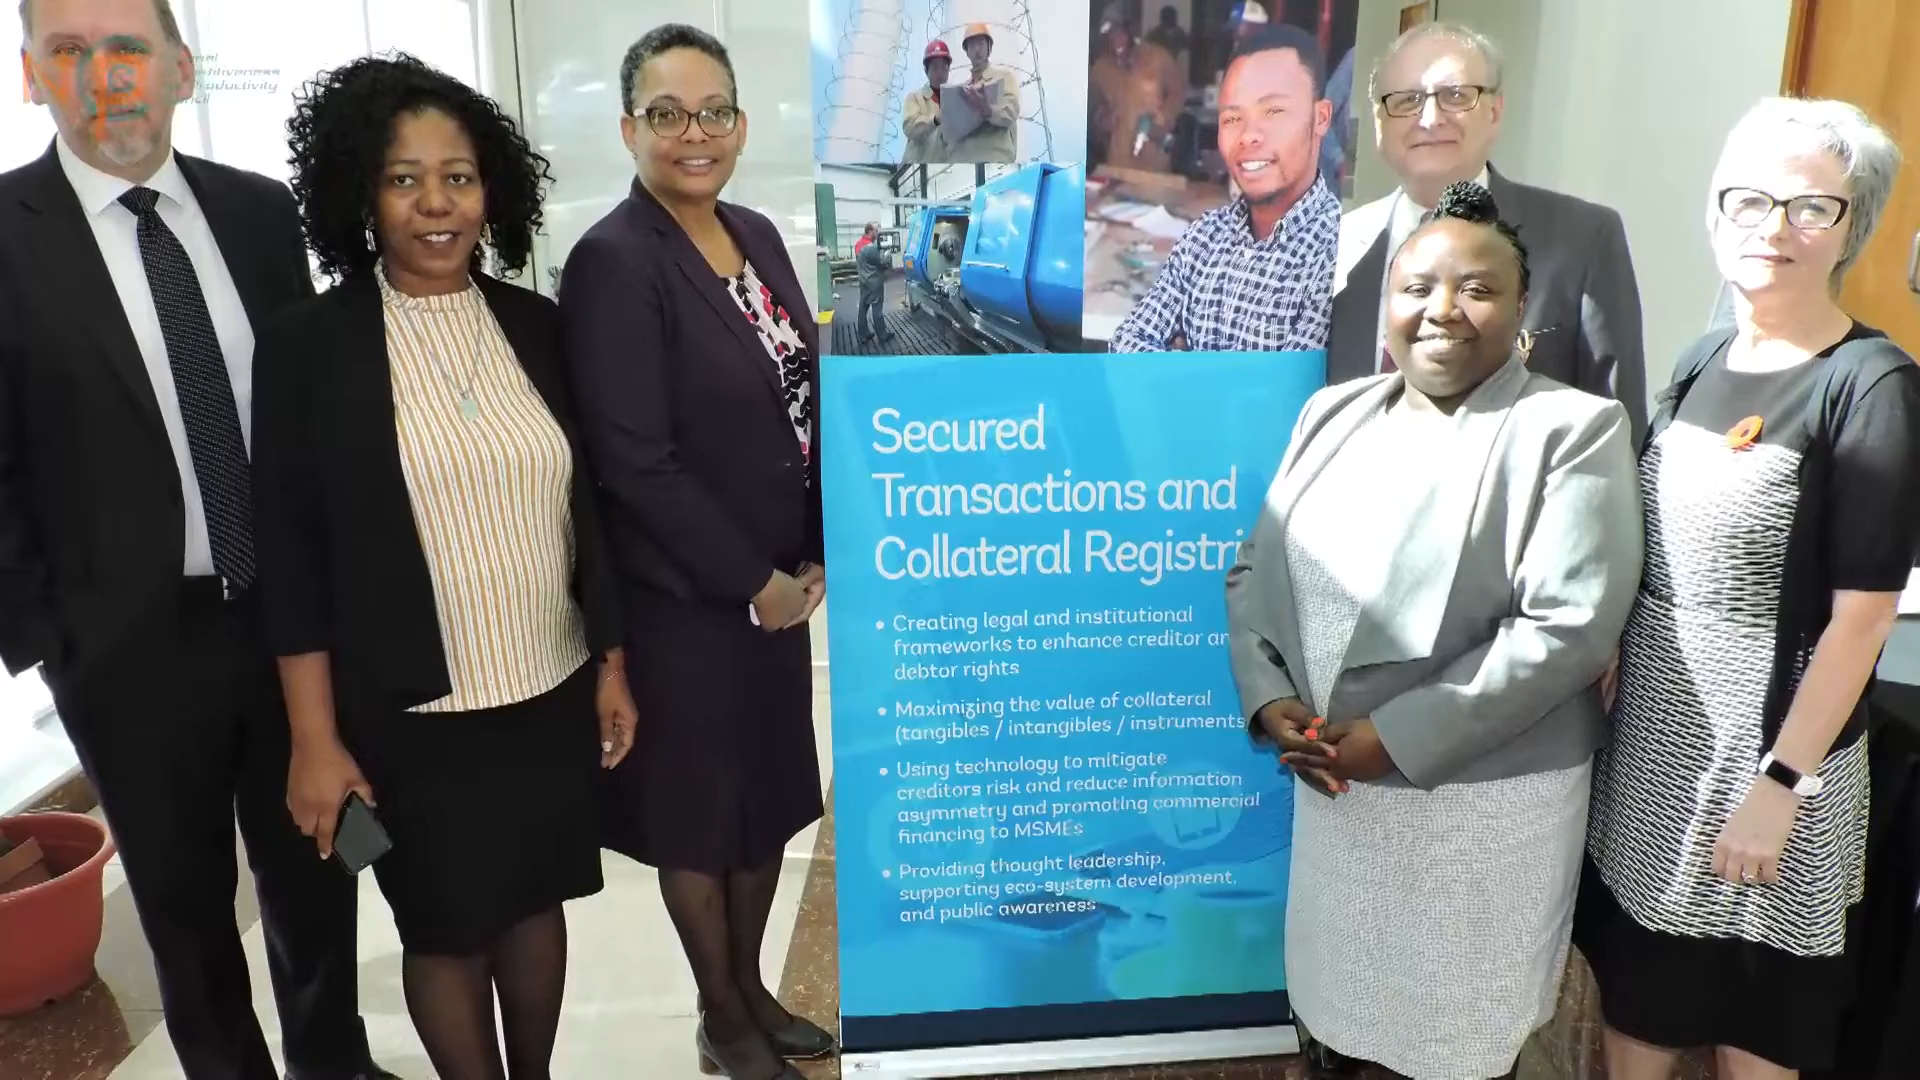 Secured
Transactions and
Collateral Registri
• Creating legal and institutional
frameworks to enhance creditor an
debtor rights
• Maximizing the value of collateral
(tangibles / intangibles / instruments
• Using technology to mitigate
creditors risk and reduce information
asymmetry and promoting commercial
financing to MSMEs
• Providing thought leadership,
supporting eco-system development,
and public awareness